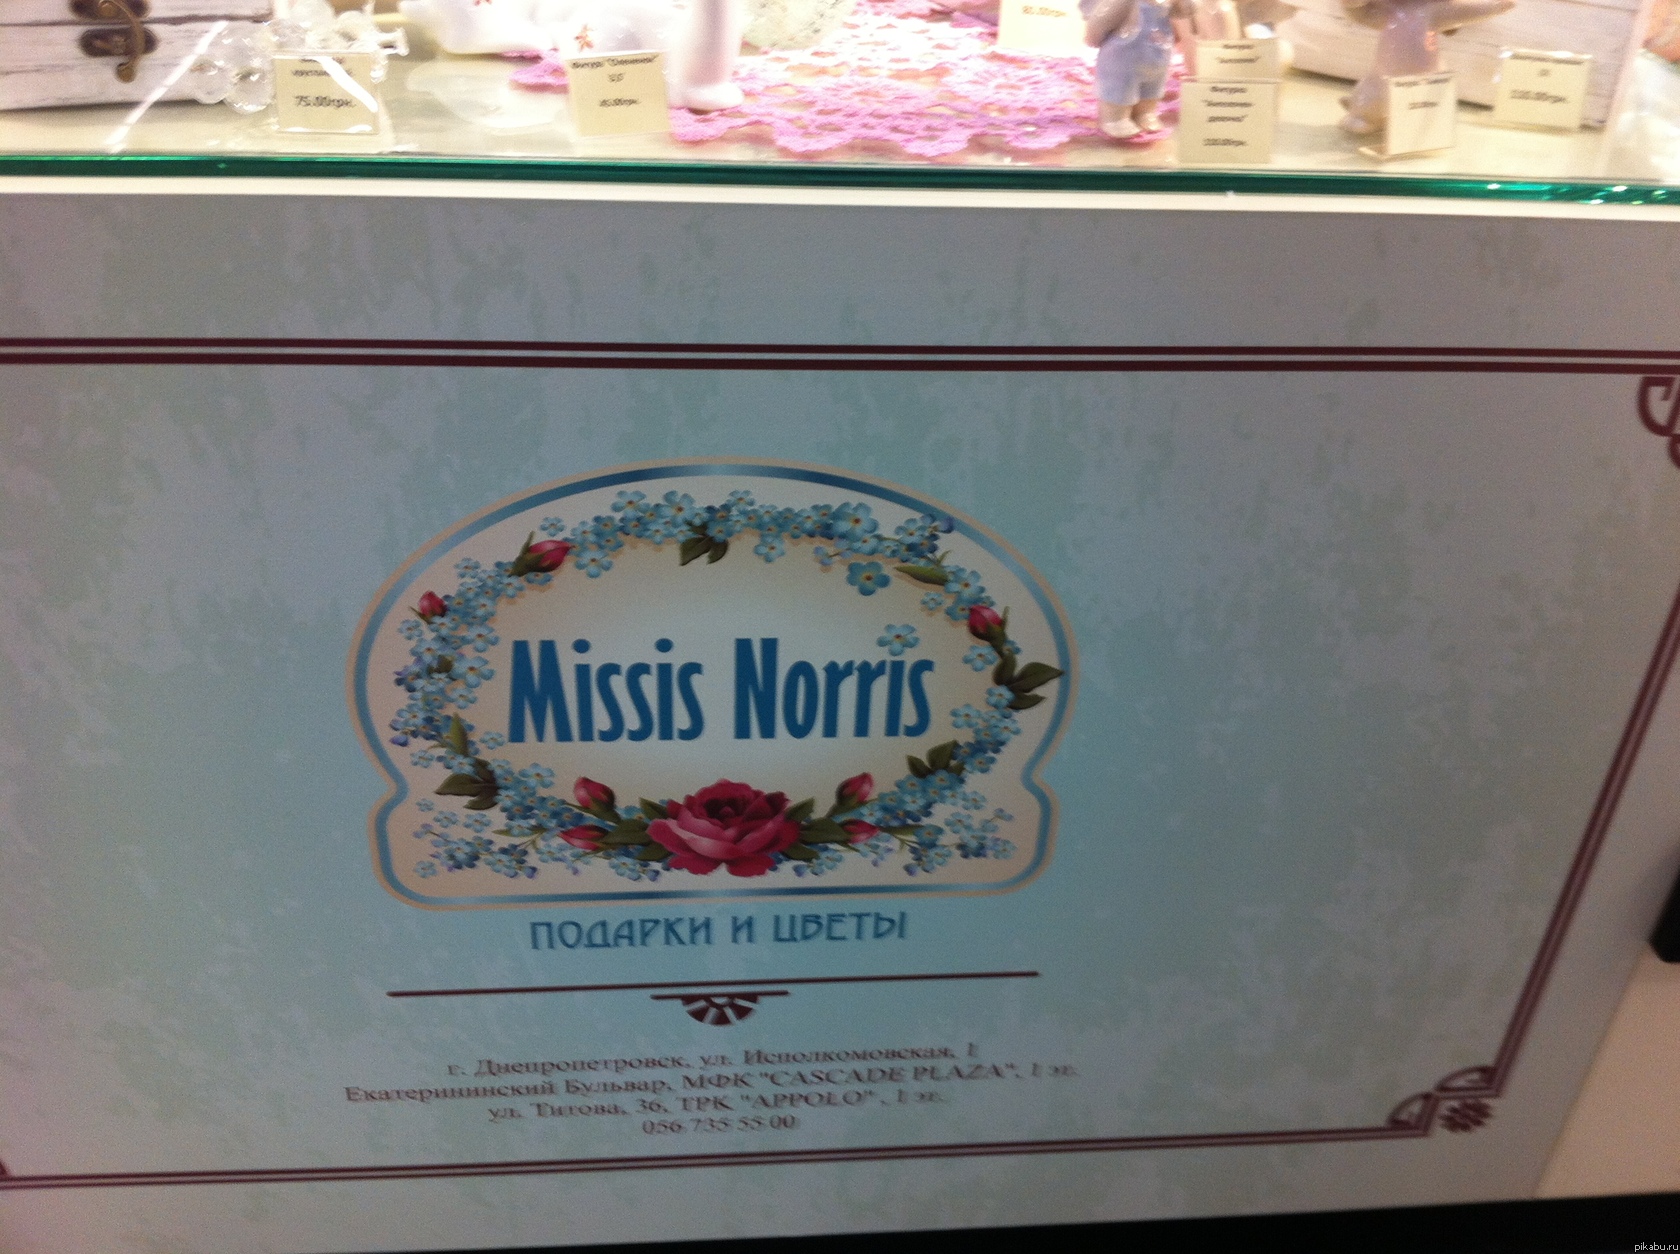 75.00грн.
Missis Norris
ПОДАРКИ И ЦВЕТЫ
г. Днепропетровск, ул. Исполкомовская, 1
Екатерининский Бульвар, МФК "CASCADE PLAZA", 1 эт.
ул. Титова, 36, ТРК "APPOLO", 1 эт.
056 735 55 00
pikabu.ru